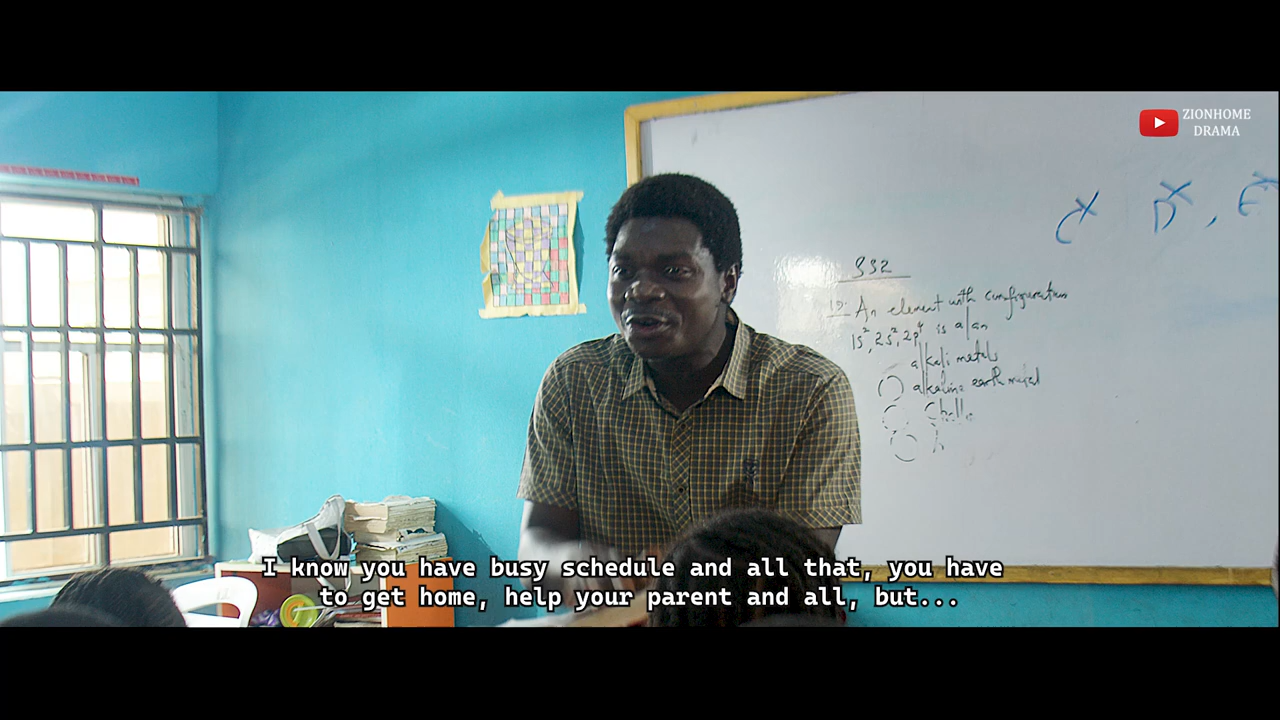 ZIONHOME
DRAMA
SS2
An element with configuration
1s², 2s², 2p⁴ is a/an
alkali metals
alkaline earth metal
I know you have busy schedule and all that, you have
to get home, help your parent and all, but...